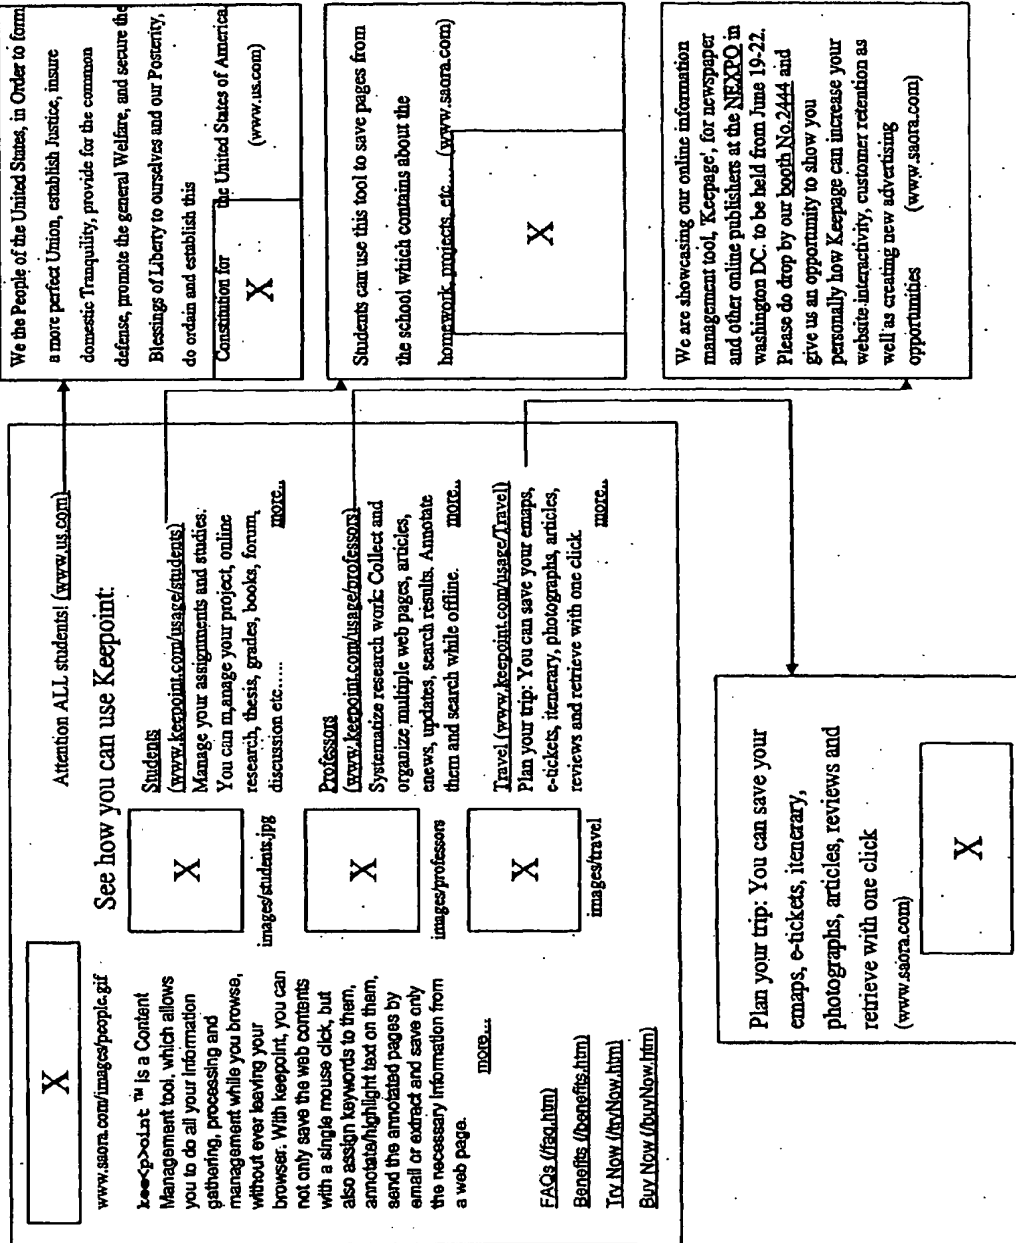 X
www.saora.com/images/people.gif
kee<p>oint ™ is a Content
Management tool, which allows
you to do all your information
gathering, processing and
management while you browse,
without ever leaving your
browser. With keepoint, you can
not only save the web contents
with a single mouse click, but
also assign keywords to them,
annotate/highlight text on them,
send the annotated pages by
email or extract and save only
the necessary information from
a web page.
more...
FAQs (/faq.htm)
Benefits (/benefits.htm)
Try Now (/tryNow.htm)
Buy Now (/buyNow.htm)
Attention ALL students! (www.us.com)
See how you can use Keepoint:
X
images/students.jpg
Students
(www.keepoint.com/usage/students)
Manage your assignments and studies:
You can m,anage your project, online
research, thesis, grades, books, forum,
discussion etc......
more..
X
images/professors
Professors
(www.keepoint.com/usage/professors)
Systematize research work: Collect and
organize multiple web pages, articles,
enews, updates, search results. Annotate
them and search while offline.
more..
X
images/travel
Travel (www.keepoint.com/usage/Travel)
Plan your trip: You can save your emaps,
e-tickets, itenerary, photographs, articles,
reviews and retrieve with one click
more..
We the People of the United States, in Order to form
a more perfect Union, establish Justice, insure
domestic Tranquility, provide for the common
defense, promote the general Welfare, and secure the
Blessings of Liberty to ourselves and our Posterity,
do ordain and establish this
Constitution for the United States of America
X (www.us.com)
Students can use this tool to save pages from
the school which contains about the
homework, projects, etc... (www.saora.com)
X
We are showcasing our online information
management tool, 'Keepage', for newspaper
and other online publishers at the NEXPO in
washington DC. to be held from June 19-22.
Please do drop by our booth No.2444 and
give us an opportunity to show you
personally how Keepage can increase your
website interactivity, customer retention as
well as creating new advertising
opportunities (www.saora.com)
Plan your trip: You can save your
emaps, e-tickets, itenerary,
photographs, articles, reviews and
retrieve with one click
(www.saora.com)
X